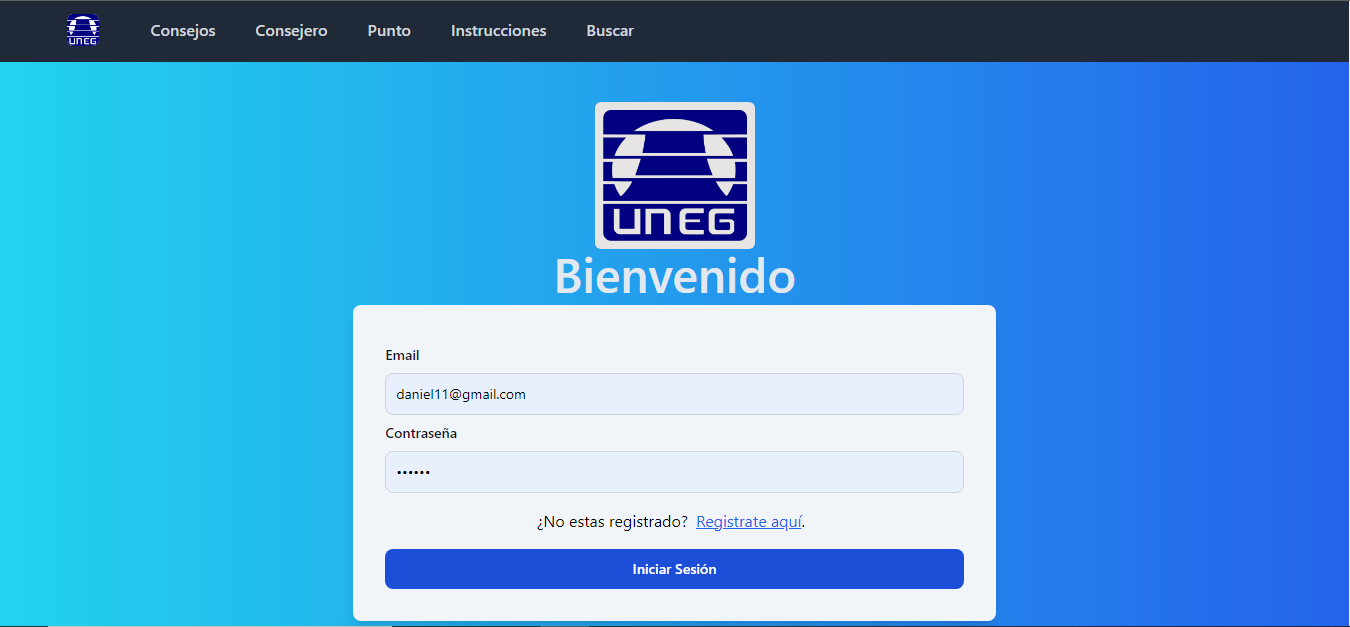 UNEG Consejos Consejero Punto Instrucciones Buscar
UNEG
Bienvenido
Email
daniel11@gmail.com
Contraseña
••••••
¿No estas registrado? Registrate aquí.
Iniciar Sesión